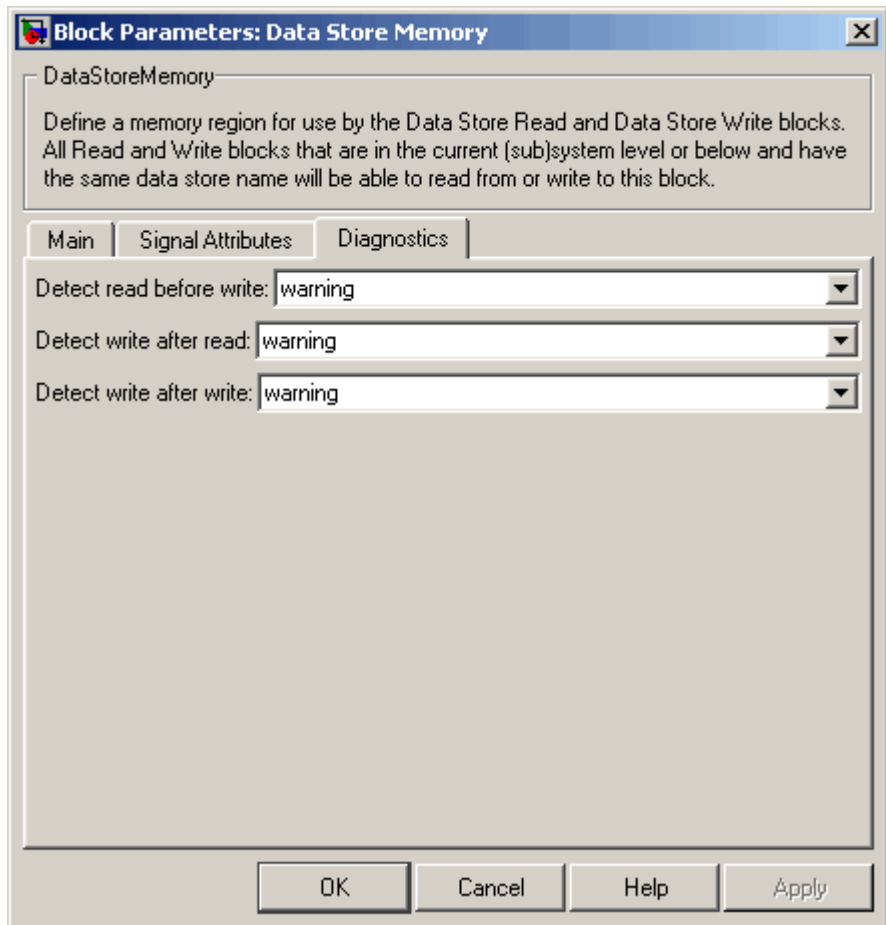 Block Parameters: Data Store Memory
DataStoreMemory
Define a memory region for use by the Data Store Read and Data Store Write blocks.
All Read and Write blocks that are in the current (sub)system level or below and have
the same data store name will be able to read from or write to this block.
Main Signal Attributes Diagnostics
Detect read before write: warning
Detect write after read: warning
Detect write after write: warning
OK Cancel Help Apply